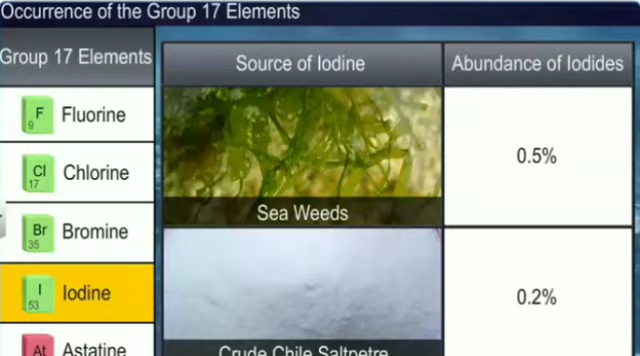 Occurrence of the Group 17 Elements
Group 17 Elements
F
9
Fluorine
Cl
17
Chlorine
Br
35
Bromine
I
53
Iodine
At
Astatine
Source of Iodine
Abundance of Iodides
Sea Weeds
0.5%
Crude Chile Saltpetre
0.2%